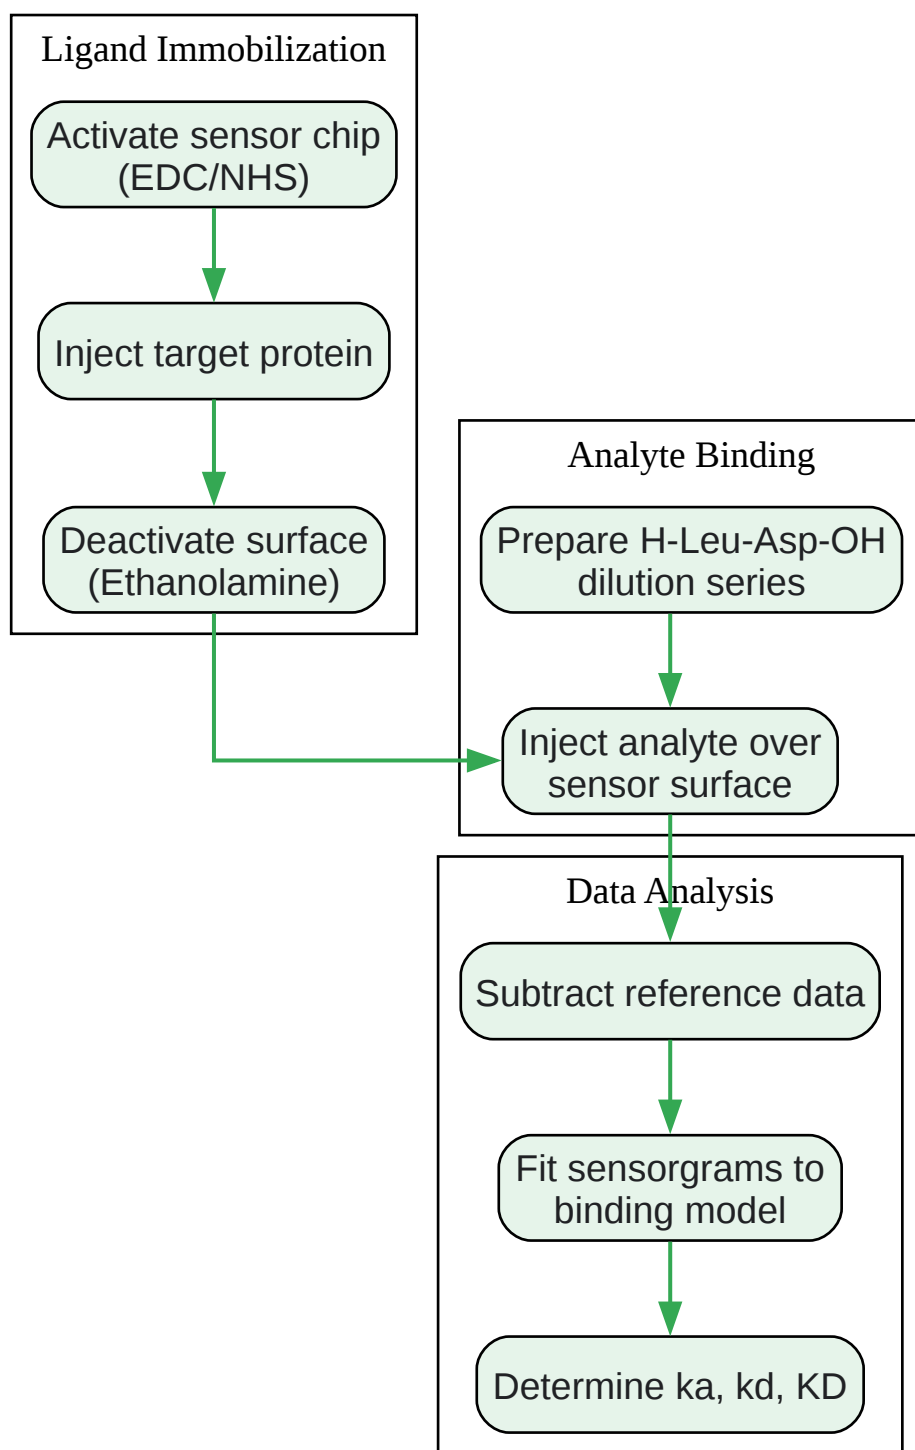 Ligand Immobilization
Activate sensor chip
(EDC/NHS)
Inject target protein
Deactivate surface
(Ethanolamine)
Analyte Binding
Prepare H-Leu-Asp-OH
dilution series
Inject analyte over
sensor surface
Data Analysis
Subtract reference data
Fit sensorgrams to
binding model
Determine ka, kd, KD